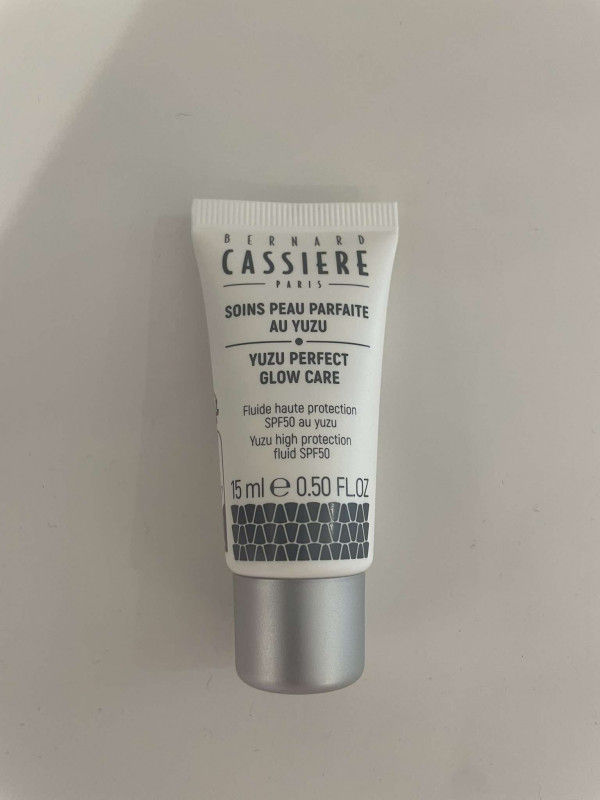 BERNARD
CASSIERE
PARIS
SOINS PEAU PARFAITE
AU YUZU
YUZU PERFECT
GLOW CARE
Fluide haute protection
SPF50 au yuzu
Yuzu high protection
fluid SPF50
15 ml ℮ 0.50 FL.OZ